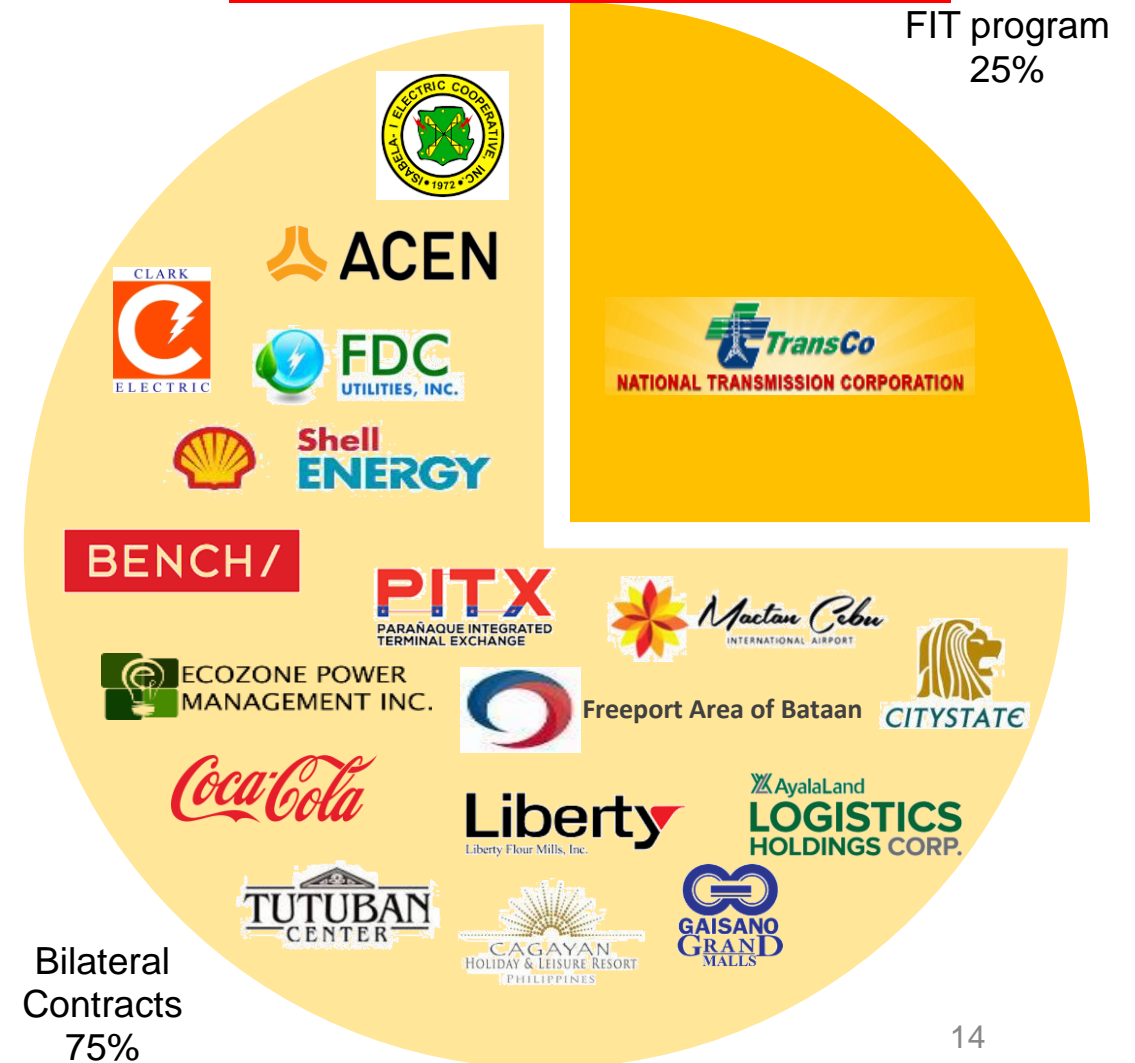 FIT program
25%
ISABELA-I ELECTRIC COOPERATIVE, INC.
•1972•
ACEN
CLARK
ELECTRIC
FDC
UTILITIES, INC.
Shell
ENERGY
TransCo
NATIONAL TRANSMISSION CORPORATION
BENCH/
PITX
PARAÑAQUE INTEGRATED
TERMINAL EXCHANGE
Mactan Cebu
INTERNATIONAL AIRPORT
ECOZONE POWER
MANAGEMENT INC.
Freeport Area of Bataan
CITYSTATE
Coca-Cola
Liberty
Liberty Flour Mills, Inc.
AyalaLand
LOGISTICS
HOLDINGS CORP.
TUTUBAN
CENTER
CAGAYAN
HOLIDAY & LEISURE RESORT
PHILIPPINES
GAISANO
GRAND
MALLS
Bilateral
Contracts
75%
14